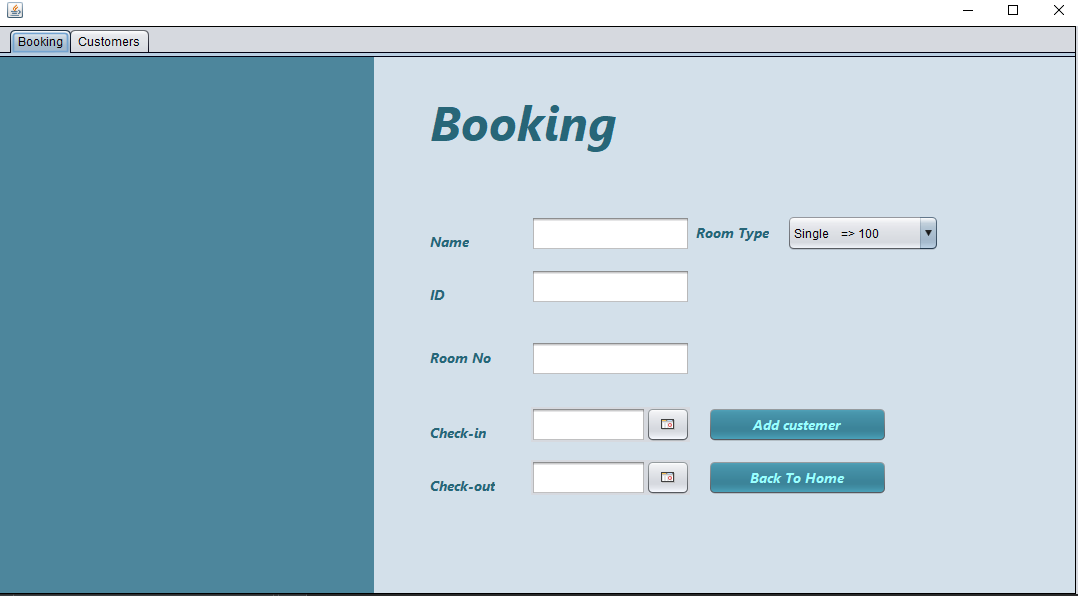 Booking Customers
Booking
Name Room Type Single => 100
ID
Room No
Check-in Add custemer
Check-out Back To Home